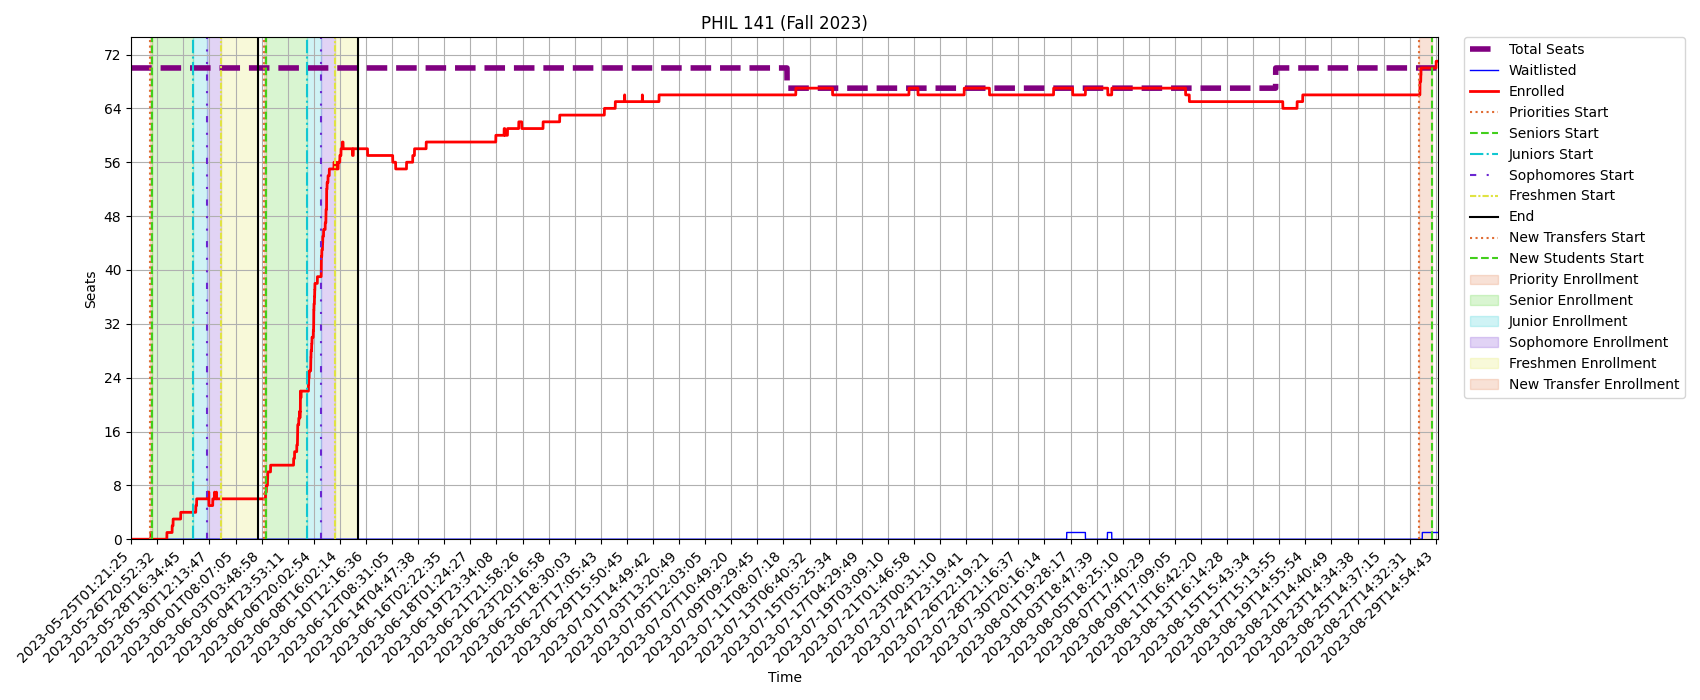 PHIL 141 (Fall 2023)
Seats
72
64
56
48
40
32
24
16
8
0
2023-05-25T01:21:25
2023-05-26T20:52:32
2023-05-28T16:34:45
2023-05-30T12:13:47
2023-06-01T08:07:05
2023-06-03T03:48:58
2023-06-04T23:53:11
2023-06-06T20:02:54
2023-06-08T16:02:14
2023-06-10T12:16:36
2023-06-12T08:31:05
2023-06-14T04:47:38
2023-06-16T02:22:35
2023-06-18T01:24:27
2023-06-19T23:34:08
2023-06-21T21:58:26
2023-06-23T20:16:58
2023-06-25T18:30:03
2023-06-27T17:05:43
2023-06-29T15:50:45
2023-07-01T14:49:42
2023-07-03T13:20:49
2023-07-05T12:03:05
2023-07-07T10:49:20
2023-07-09T09:29:45
2023-07-11T08:07:18
2023-07-13T06:40:32
2023-07-15T05:25:34
2023-07-17T04:29:49
2023-07-19T03:09:10
2023-07-21T01:46:58
2023-07-23T00:31:10
2023-07-24T23:19:41
2023-07-26T22:19:21
2023-07-28T21:16:37
2023-07-30T20:16:14
2023-08-01T19:28:17
2023-08-03T18:47:39
2023-08-05T18:25:10
2023-08-07T17:40:29
2023-08-09T17:09:05
2023-08-11T16:42:20
2023-08-13T16:14:28
2023-08-15T15:43:34
2023-08-17T15:13:55
2023-08-19T14:55:54
2023-08-21T14:40:49
2023-08-23T14:34:38
2023-08-25T14:37:15
2023-08-27T14:32:31
2023-08-29T14:54:43
Time
Total Seats
Waitlisted
Enrolled
Priorities Start
Seniors Start
Juniors Start
Sophomores Start
Freshmen Start
End
New Transfers Start
New Students Start
Priority Enrollment
Senior Enrollment
Junior Enrollment
Sophomore Enrollment
Freshmen Enrollment
New Transfer Enrollment